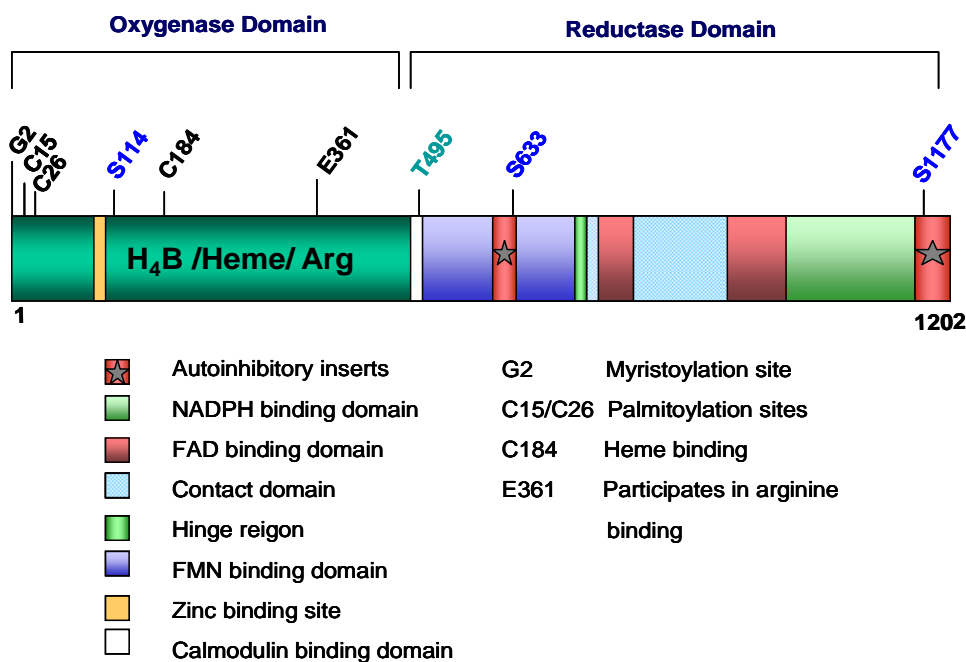 Oxygenase Domain
Reductase Domain
G2
C15
C26
S114
C184
E361
T495
S633
S1177
H₄B /Heme/ Arg
1
1202
Autoinhibitory inserts
NADPH binding domain
FAD binding domain
Contact domain
Hinge reigon
FMN binding domain
Zinc binding site
Calmodulin binding domain
G2 Myristoylation site
C15/C26 Palmitoylation sites
C184 Heme binding
E361 Participates in arginine
binding